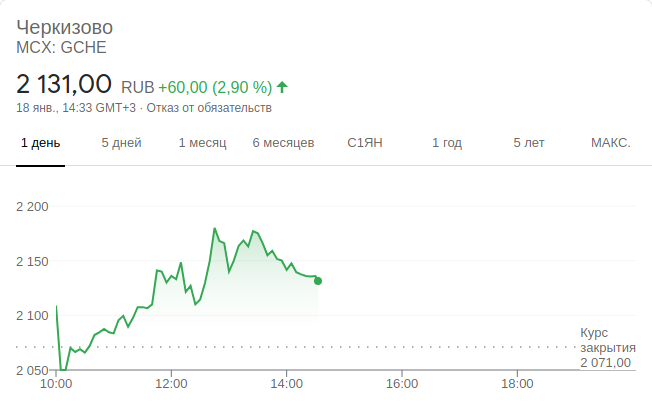 Черкизово
MCX: GCHE
2 131,00 RUB +60,00 (2,90 %)
18 янв., 14:33 GMT+3 · Отказ от обязательств
1 день 5 дней 1 месяц 6 месяцев С1ЯН 1 год 5 лет МАКС.
2 200
2 150
2 100
Курс
закрытия
2 071,00
2 050
10:00 12:00 14:00 16:00 18:00